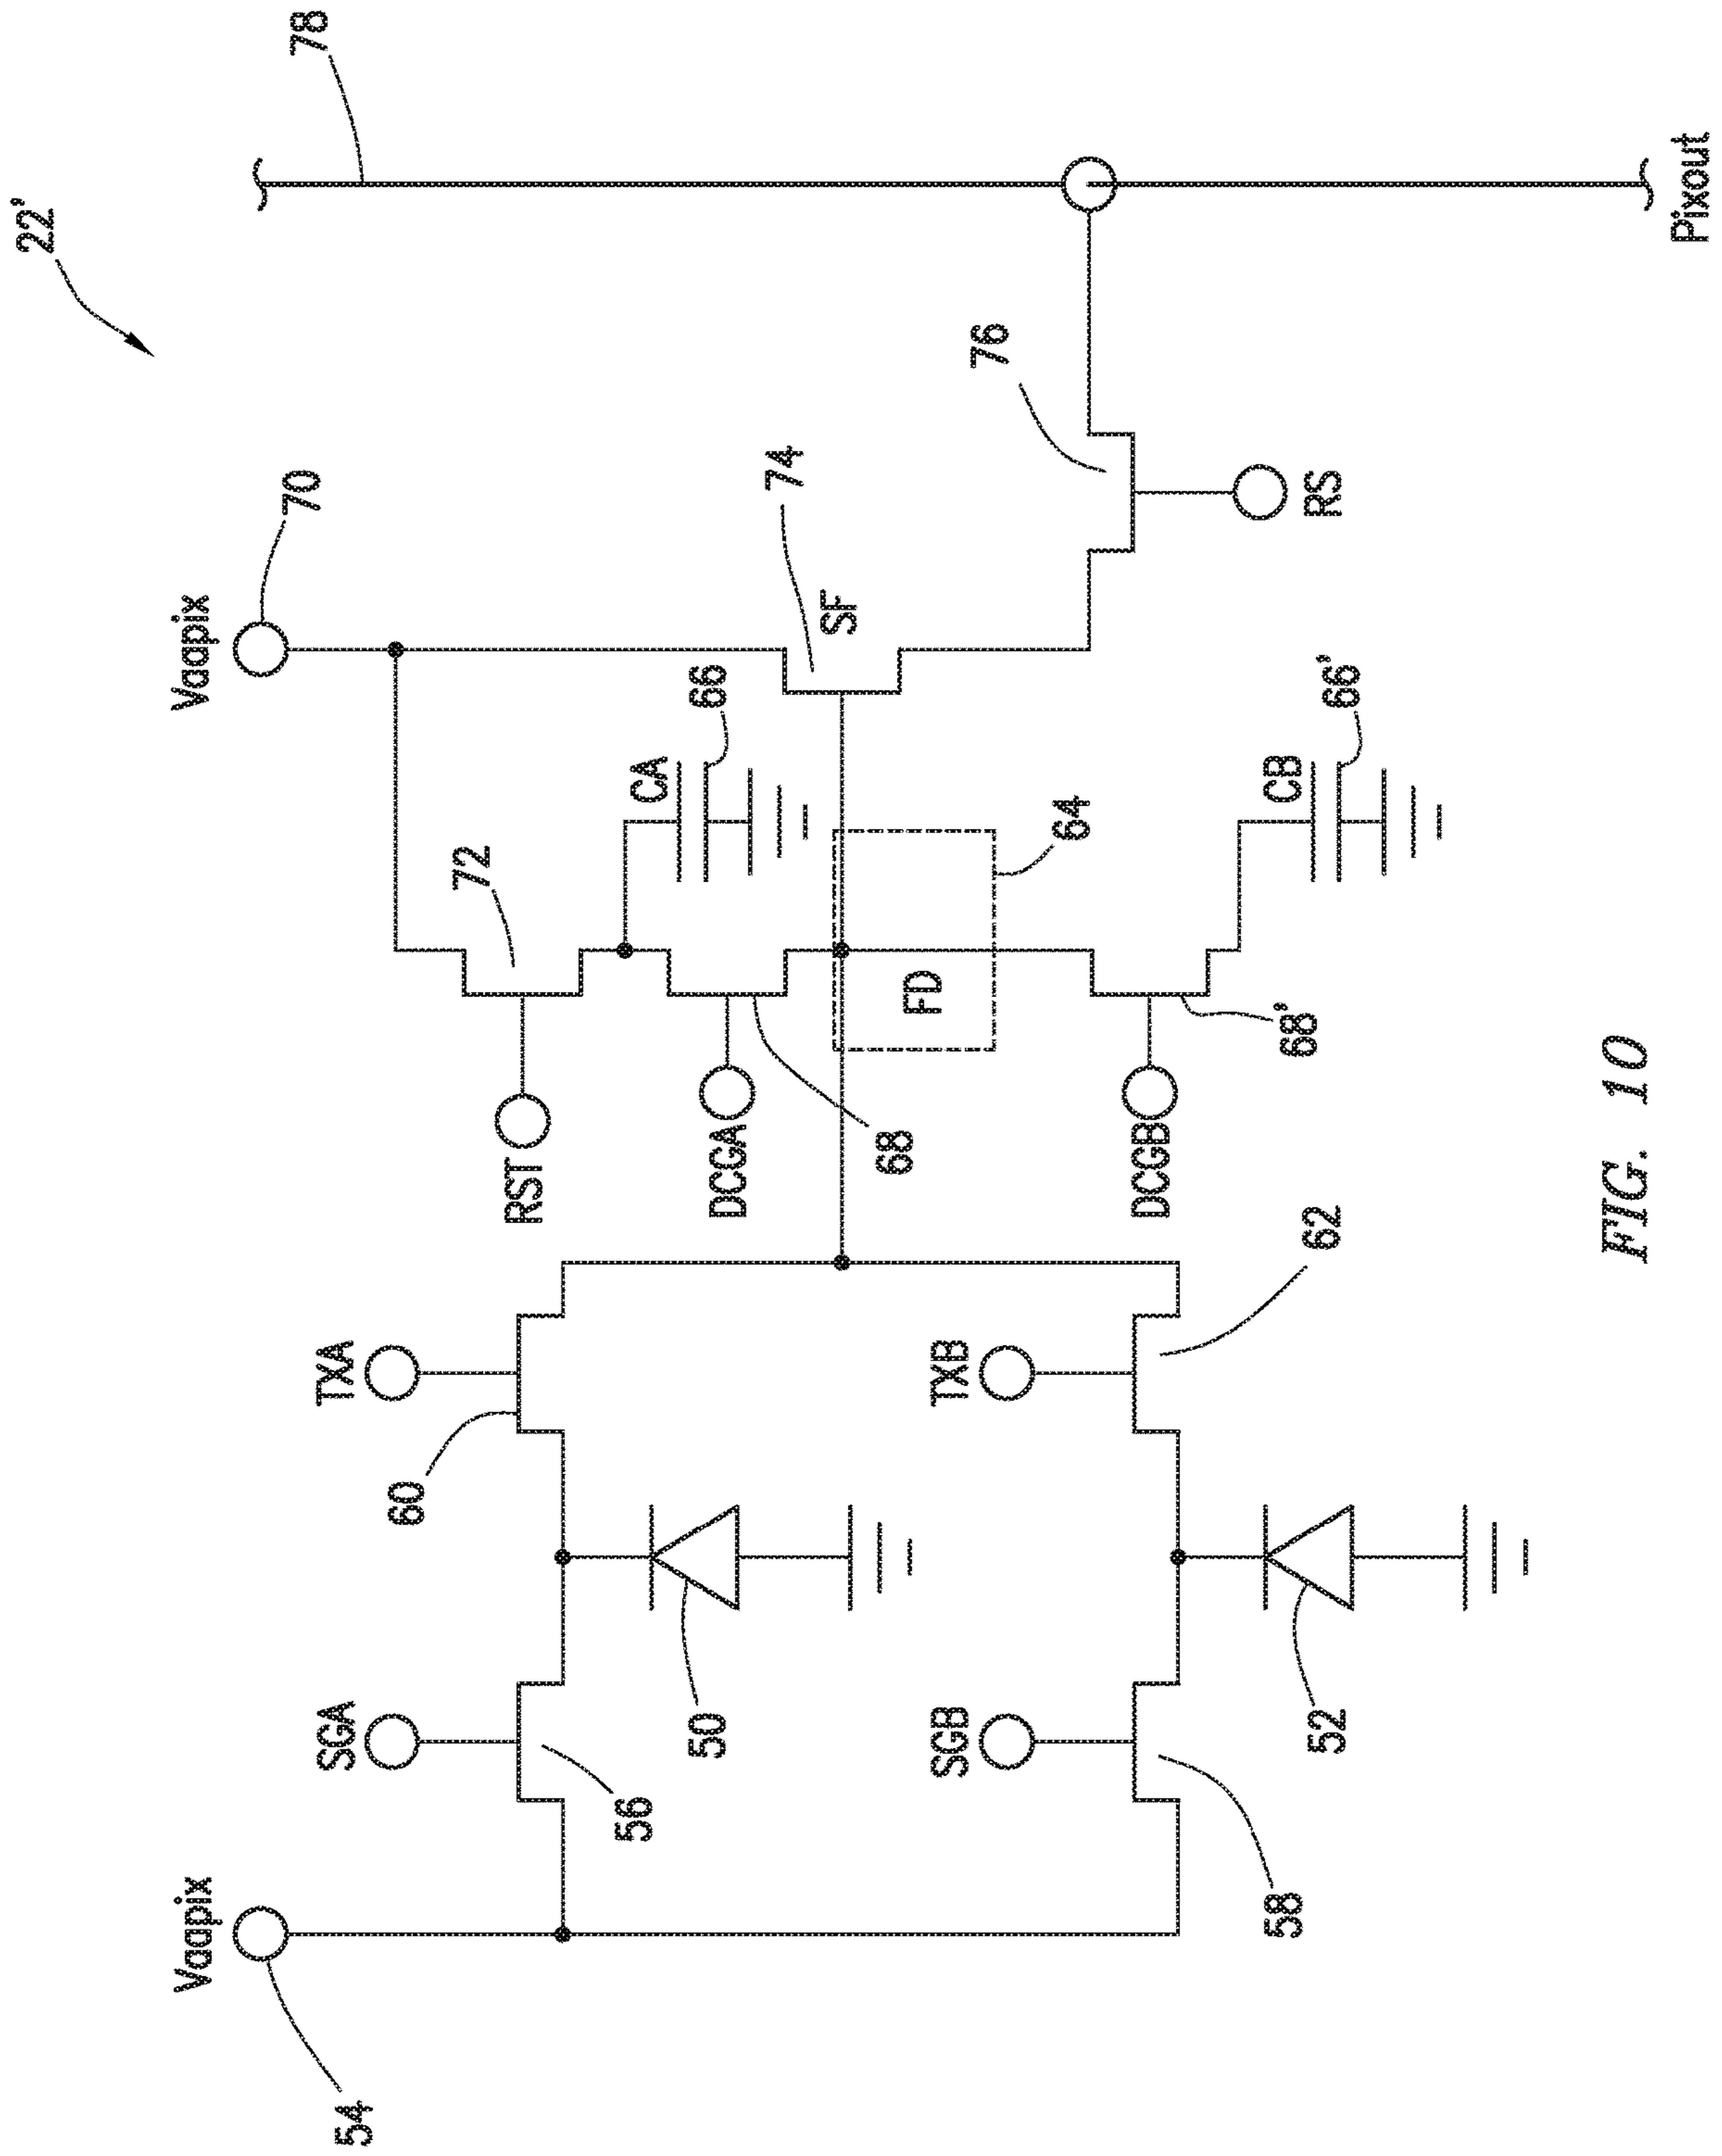 22'
78
Vaapix
54
Vaapix
70
SGA
56
TXA
60
50
RST
72
CA
66
DCGA
68
74
SF
76
RS
FD
64
SGB
58
TXB
62
52
DCGB
68'
CB
66'
Pixout
FIG. 10